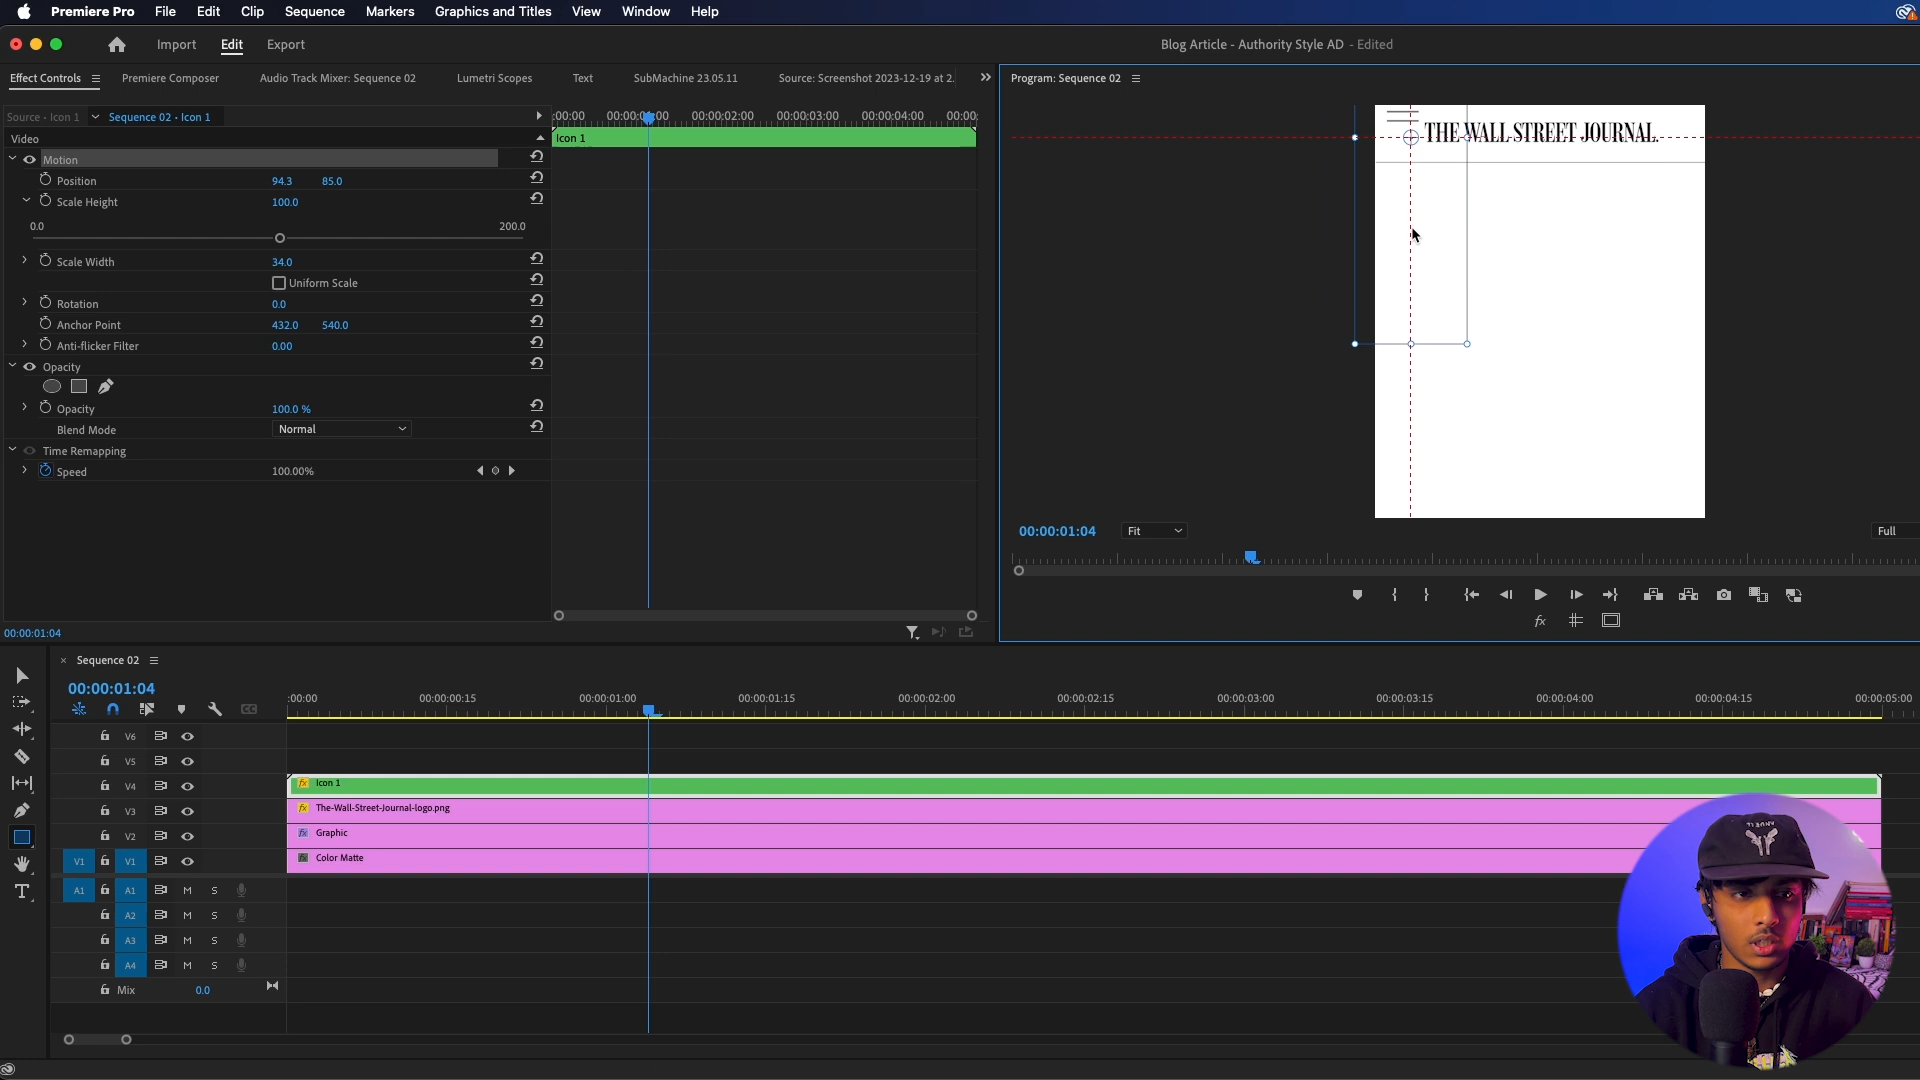 Premiere Pro File Edit Clip Sequence Markers Graphics and Titles View Window Help
Import Edit Export
Blog Article - Authority Style AD - Edited
Effect Controls Premiere Composer Audio Track Mixer: Sequence 02 Lumetri Scopes Text SubMachine 23.05.11 Source: Screenshot 2023-12-19 at 2.
Program: Sequence 02
Source · Icon 1 Sequence 02 · Icon 1
:00:00 00:00:02:00 00:00:03:00 00:00:04:00 00:00:
Video
Icon 1
Motion
Position 94.3 85.0
Scale Height 100.0
0.0 200.0
Scale Width 34.0
Uniform Scale
Rotation 0.0
Anchor Point 432.0 540.0
Anti-flicker Filter 0.00
Opacity
Opacity 100.0 %
Blend Mode Normal
Time Remapping
Speed 100.00%
00:00:01:04
THE WALL STREET JOURNAL.
00:00:01:04 Fit Full
fx
Sequence 02
00:00:01:04
:00:00 00:00:00:15 00:00:01:00 00:00:01:15 00:00:02:00 00:00:02:15 00:00:03:00 00:00:03:15 00:00:04:00 00:00:04:15 00:00:05:00
V6
V5
V4 fx Icon 1
V3 fx The-Wall-Street-Journal-logo.png
V2 fx Graphic
V1 V1 fx Color Matte
A1 A1 M S
A2 M S
A3 M S
A4 M S
Mix 0.0